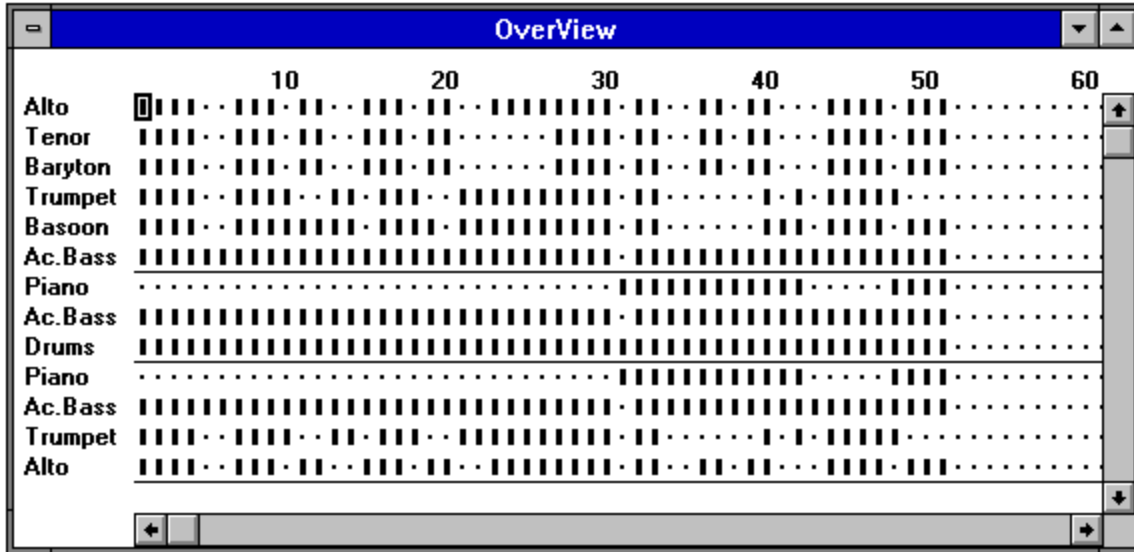 OverView
10 20 30 40 50 60
Alto
Tenor
Baryton
Trumpet
Basoon
Ac.Bass
Piano
Ac.Bass
Drums
Piano
Ac.Bass
Trumpet
Alto